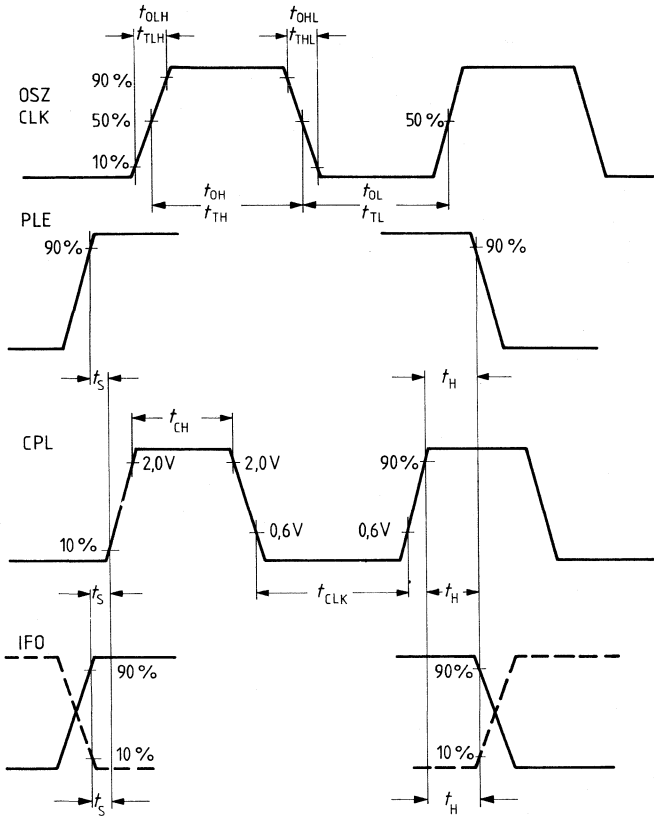 tOLH tOHL
tTLH tTHL
90%
OSZ
CLK
50% 50%
10%
tOH tOL
tTH tTL
PLE
90% 90%
tS tH
tCH
CPL
2,0V 2,0V 90%
0,6V 0,6V
10%
tS tCLK tH
IFO
90% 90%
10% 10%
tS tH